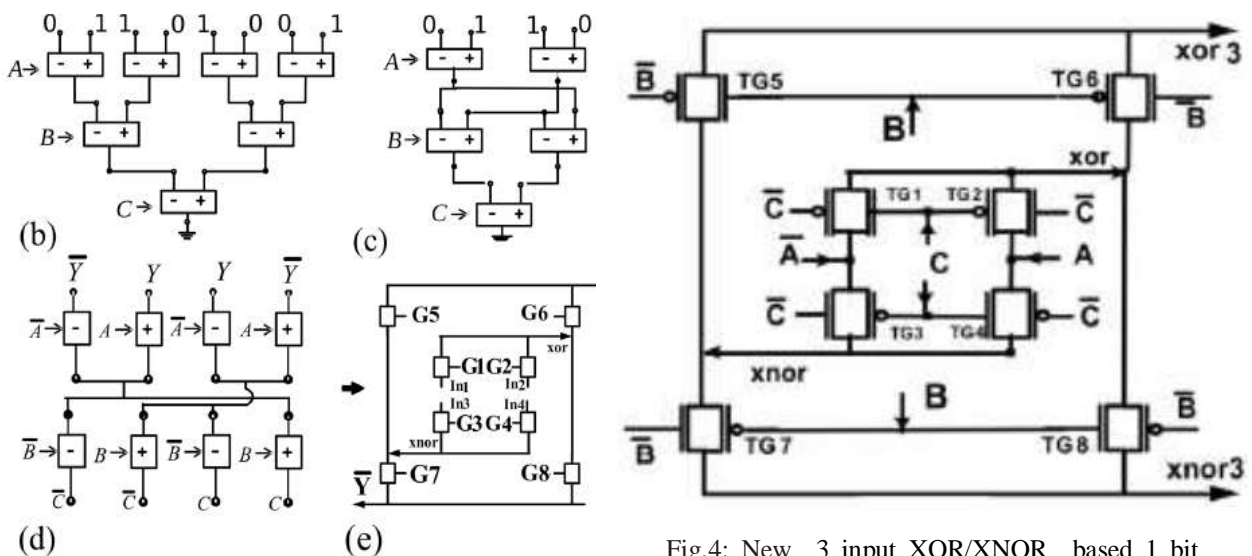 0 1 1 0 1 0 0 1
A→ - + - + - + - +
B→ - + - +
C→ - +
(b)
0 1 1 0
A→ - + - +
B→ - + - +
C→ - +
(c)
Y̅ Y Y Y̅
A̅→ - A→ + A̅→ - A→ +
B̅→ - B→ + B̅→ - B→ +
C̅ C̅ C C
(d)
G5 G6
xor
G1 G2
In1 In2
In3 In4
G3 G4
xnor
G7 G8
Y̅
(e)
xor 3
B̅ TG5 TG6 B̅
B
xor
C̅ TG1 TG2 C̅
A̅ C A
C̅ TG3 TG4 C̅
xnor
B
B̅ TG7 TG8 B̅
xnor3
Fig.4: New 3 input XOR/XNOR based 1 bit